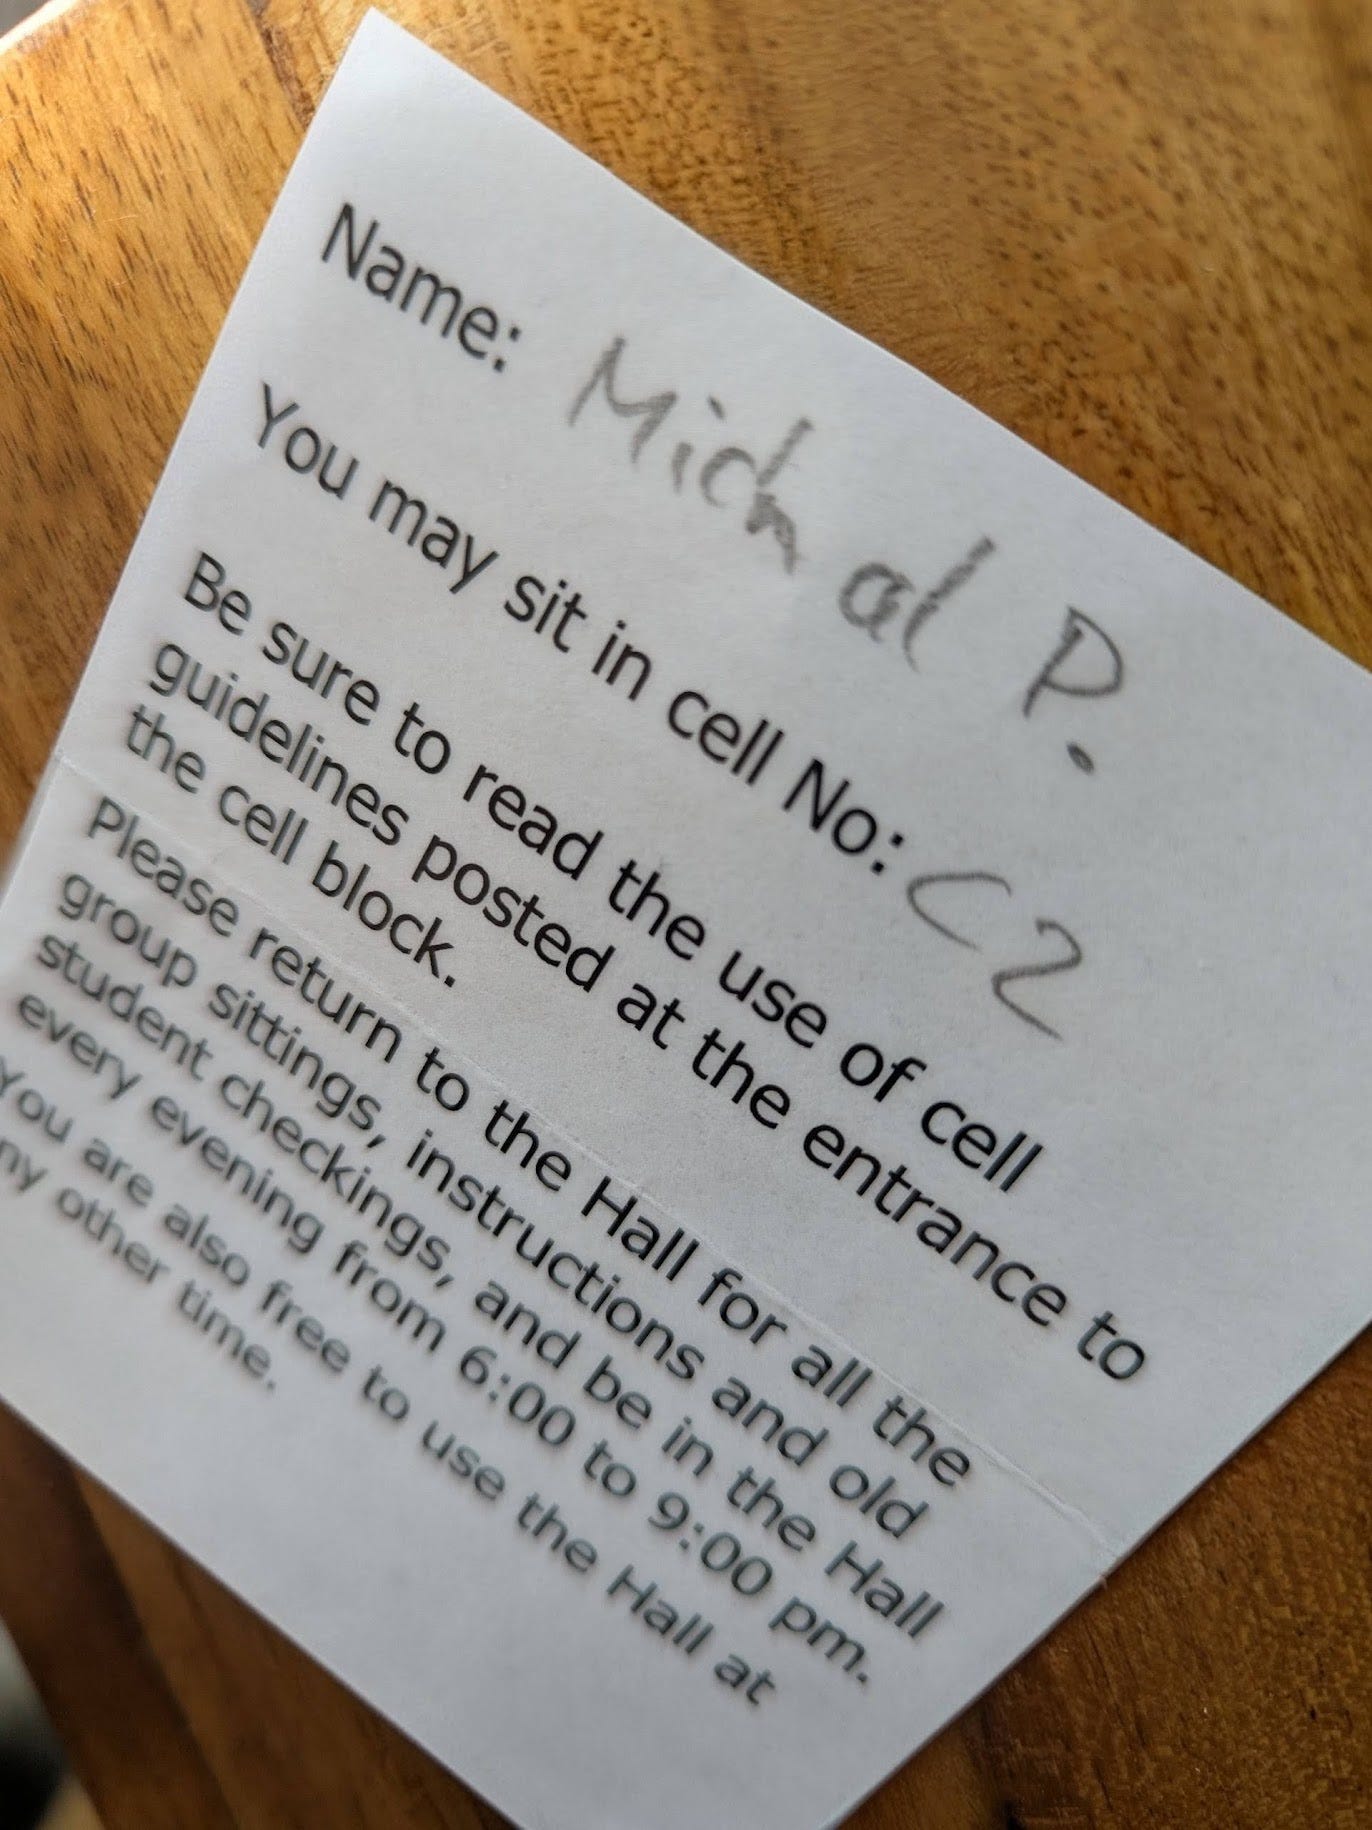 Name: Michal P.
You may sit in cell No: C2
Be sure to read the use of cell
guidelines posted at the entrance to
the cell block.
Please return to the Hall for all the
group sittings, instructions and old
student checkings, and be in the Hall
every evening from 6:00 to 9:00 pm.
You are also free to use the Hall at
ny other time.